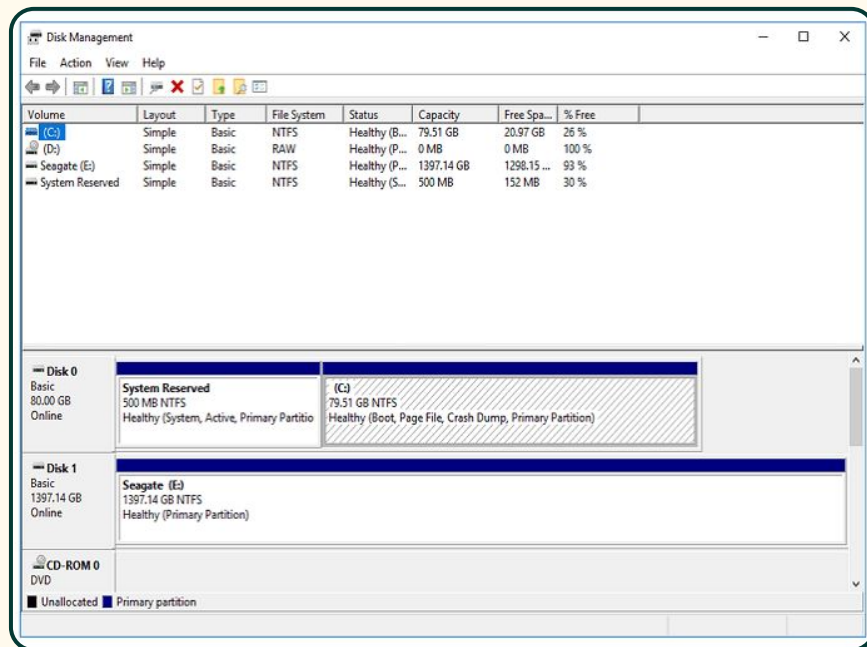 Disk Management
File Action View Help
Volume Layout Type File System Status Capacity Free Spa... % Free
(C:) Simple Basic NTFS Healthy (B... 79.51 GB 20.97 GB 26 %
(D:) Simple Basic RAW Healthy (P... 0 MB 0 MB 100 %
Seagate (E:) Simple Basic NTFS Healthy (P... 1397.14 GB 1298.15 ... 93 %
System Reserved Simple Basic NTFS Healthy (S... 500 MB 152 MB 30 %
Disk 0
Basic
80.00 GB
Online
System Reserved
500 MB NTFS
Healthy (System, Active, Primary Partitio
(C:)
79.51 GB NTFS
Healthy (Boot, Page File, Crash Dump, Primary Partition)
Disk 1
Basic
1397.14 GB
Online
Seagate (E:)
1397.14 GB NTFS
Healthy (Primary Partition)
CD-ROM 0
DVD
Unallocated Primary partition